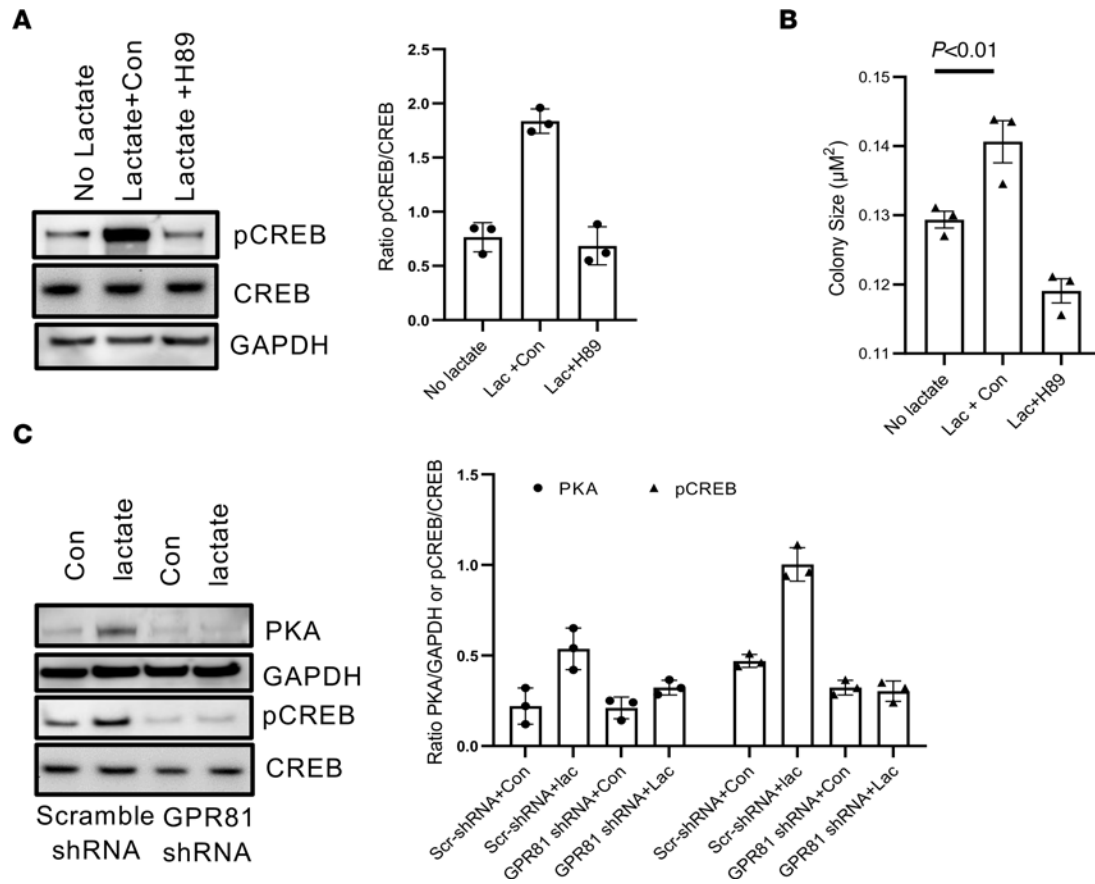 A
No Lactate
Lactate+Con
Lactate +H89
pCREB
CREB
GAPDH
Ratio pCREB/CREB
2.5
2.0
1.5
1.0
0.5
0.0
No lactate
Lac +Con
Lac+H89
B
P<0.01
Colony Size (µM²)
0.15
0.14
0.13
0.12
0.11
No lactate
Lac + Con
Lac+H89
C
Con
lactate
Con
lactate
PKA
GAPDH
pCREB
CREB
Scramble GPR81
shRNA shRNA
Ratio PKA/GAPDH or pCREB/CREB
1.5
1.0
0.5
0.0
PKA
pCREB
Scr-shRNA+Con
Scr-shRNA+lac
GPR81 shRNA+Con
GPR81 shRNA+Lac
Scr-shRNA+Con
Scr-shRNA+lac
GPR81 shRNA+Con
GPR81 shRNA+Lac